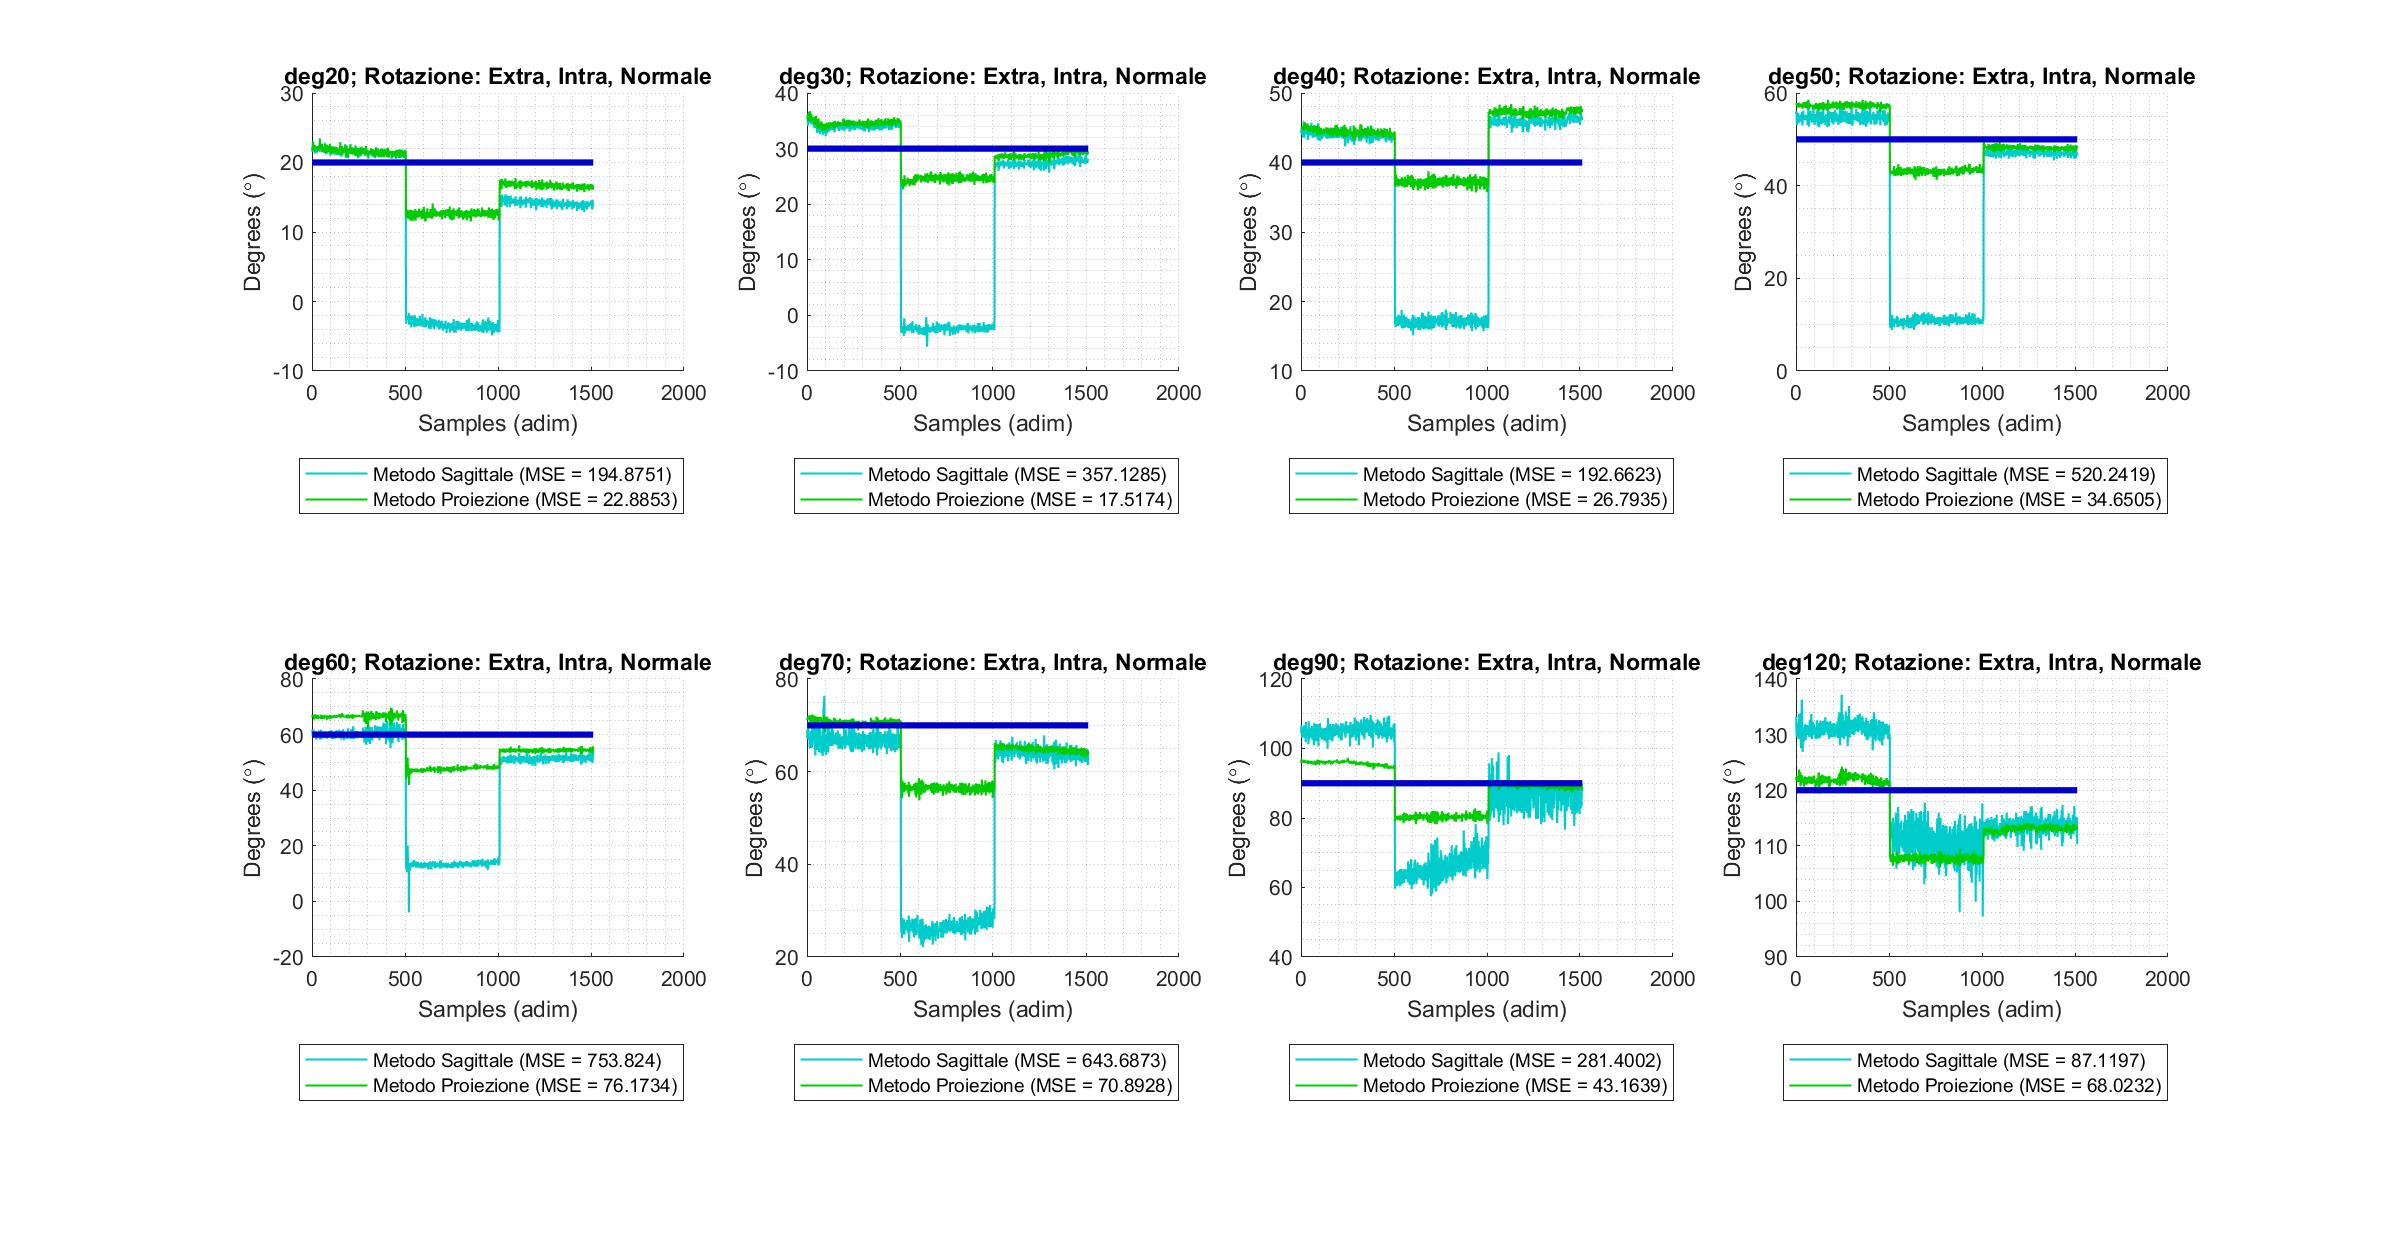 deg20; Rotazione: Extra, Intra, Normale
30
20
10
0
-10
Degrees (°)
0 500 1000 1500 2000
Samples (adim)
Metodo Sagittale (MSE = 194.8751)
Metodo Proiezione (MSE = 22.8853)
deg30; Rotazione: Extra, Intra, Normale
40
30
20
10
0
-10
Degrees (°)
0 500 1000 1500 2000
Samples (adim)
Metodo Sagittale (MSE = 357.1285)
Metodo Proiezione (MSE = 17.5174)
deg40; Rotazione: Extra, Intra, Normale
50
40
30
20
10
Degrees (°)
0 500 1000 1500 2000
Samples (adim)
Metodo Sagittale (MSE = 192.6623)
Metodo Proiezione (MSE = 26.7935)
deg50; Rotazione: Extra, Intra, Normale
60
40
20
0
Degrees (°)
0 500 1000 1500 2000
Samples (adim)
Metodo Sagittale (MSE = 520.2419)
Metodo Proiezione (MSE = 34.6505)
deg60; Rotazione: Extra, Intra, Normale
80
60
40
20
0
-20
Degrees (°)
0 500 1000 1500 2000
Samples (adim)
Metodo Sagittale (MSE = 753.824)
Metodo Proiezione (MSE = 76.1734)
deg70; Rotazione: Extra, Intra, Normale
80
60
40
20
Degrees (°)
0 500 1000 1500 2000
Samples (adim)
Metodo Sagittale (MSE = 643.6873)
Metodo Proiezione (MSE = 70.8928)
deg90; Rotazione: Extra, Intra, Normale
120
100
80
60
40
Degrees (°)
0 500 1000 1500 2000
Samples (adim)
Metodo Sagittale (MSE = 281.4002)
Metodo Proiezione (MSE = 43.1639)
deg120; Rotazione: Extra, Intra, Normale
140
130
120
110
100
90
Degrees (°)
0 500 1000 1500 2000
Samples (adim)
Metodo Sagittale (MSE = 87.1197)
Metodo Proiezione (MSE = 68.0232)